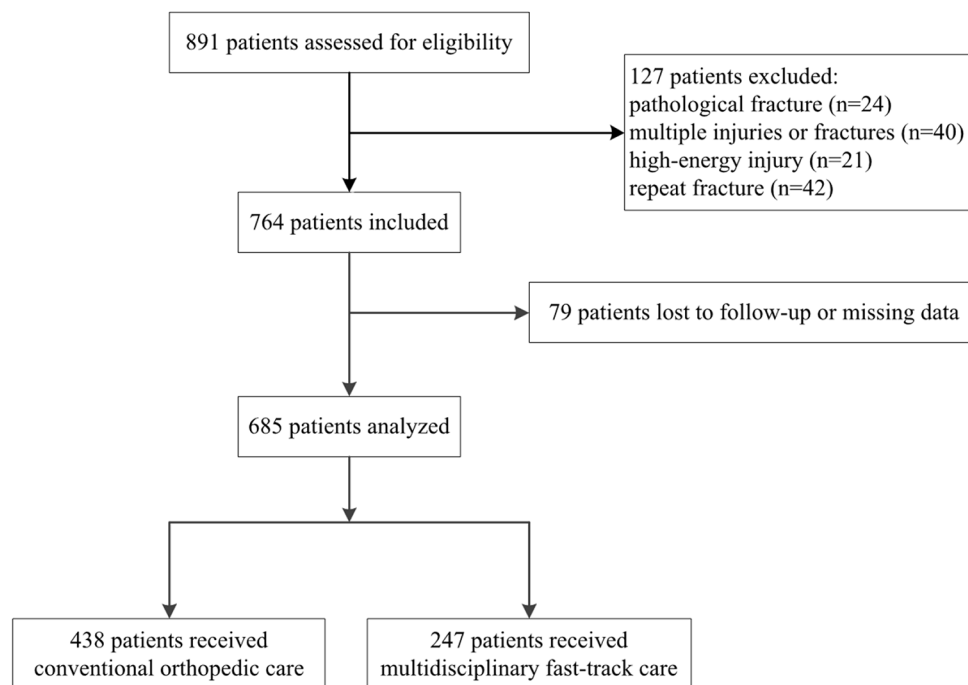 891 patients assessed for eligibility
127 patients excluded:
pathological fracture (n=24)
multiple injuries or fractures (n=40)
high-energy injury (n=21)
repeat fracture (n=42)
764 patients included
79 patients lost to follow-up or missing data
685 patients analyzed
438 patients received
conventional orthopedic care
247 patients received
multidisciplinary fast-track care